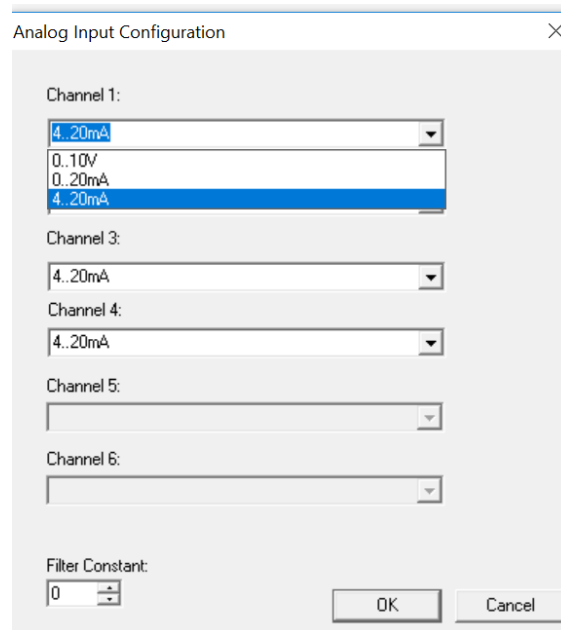 Analog Input Configuration
Channel 1:
4..20mA
0..10V
0..20mA
4..20mA
Channel 3:
4..20mA
Channel 4:
4..20mA
Channel 5:
Channel 6:
Filter Constant:
0
OK
Cancel